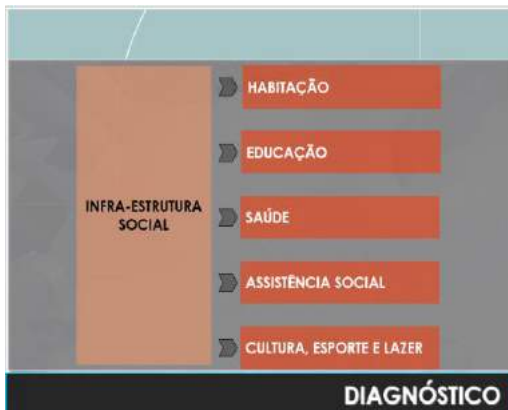 INFRA-ESTRUTURA
SOCIAL
HABITAÇÃO
EDUCAÇÃO
SAÚDE
ASSISTÊNCIA SOCIAL
CULTURA, ESPORTE E LAZER
DIAGNÓSTICO